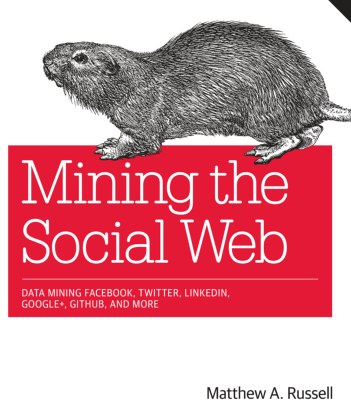 Mining the
Social Web
DATA MINING FACEBOOK, TWITTER, LINKEDIN,
GOOGLE+, GITHUB, AND MORE
Matthew A. Russell